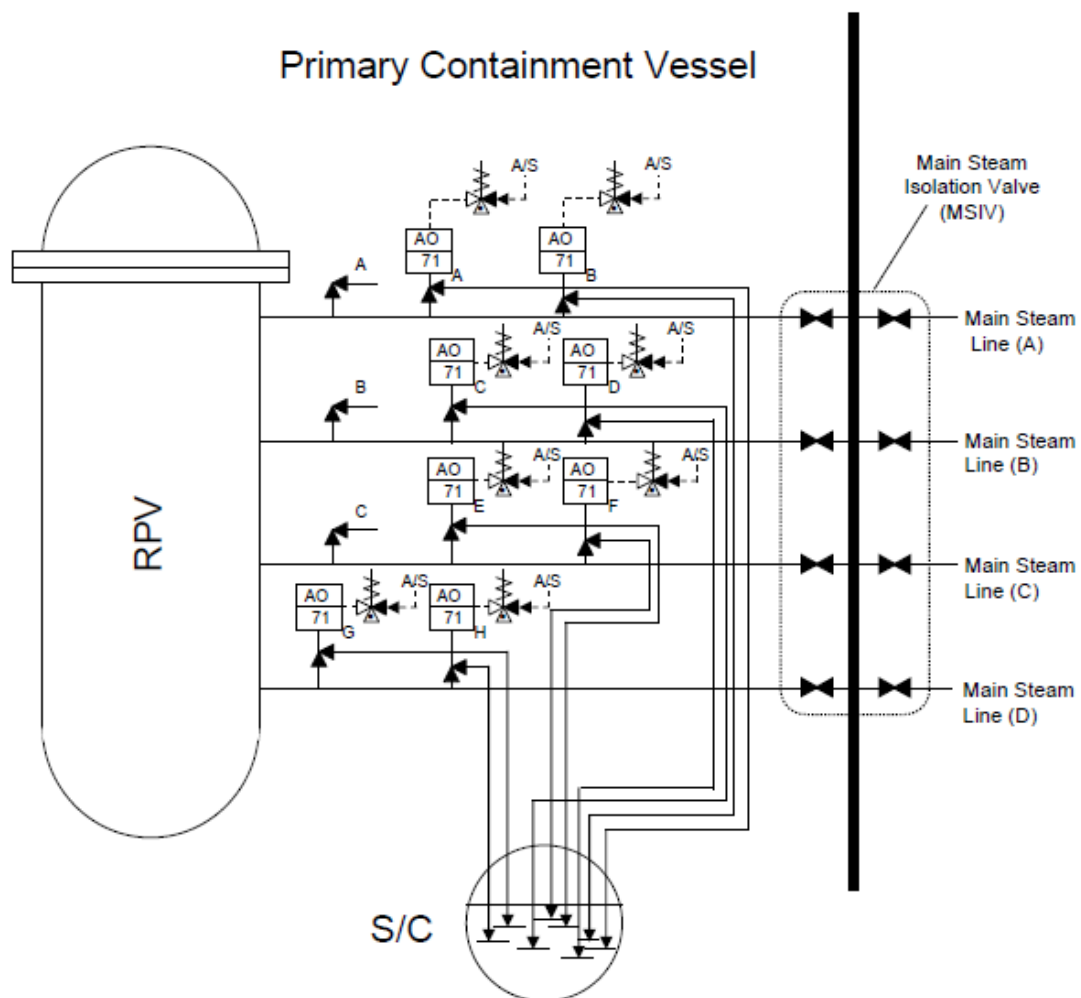 Primary Containment Vessel
Main Steam
Isolation Valve
(MSIV)
A/S
A/S
AO
71
A
AO
71
B
A
Main Steam
Line (A)
A/S
A/S
AO
71
C
AO
71
D
B
Main Steam
Line (B)
A/S
A/S
AO
71
E
AO
71
F
C
Main Steam
Line (C)
A/S
A/S
AO
71
G
AO
71
H
Main Steam
Line (D)
RPV
S/C